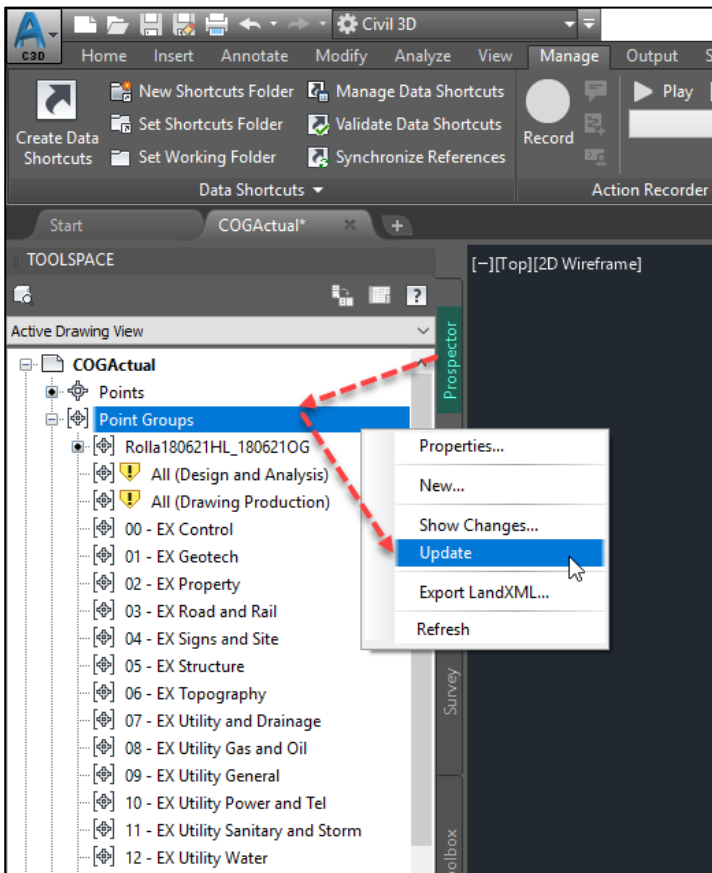 C3D
Civil 3D
Home Insert Annotate Modify Analyze View Manage Output
New Shortcuts Folder Manage Data Shortcuts Play
Create Data Shortcuts Set Shortcuts Folder Validate Data Shortcuts Record
Set Working Folder Synchronize References
Data Shortcuts Action Recorder
Start COGActual* +
TOOLSPACE
[−][Top][2D Wireframe]
?
Active Drawing View
Prospector
COGActual
Points
Point Groups
Rolla180621HL_180621OG
All (Design and Analysis)
All (Drawing Production)
00 - EX Control
01 - EX Geotech
02 - EX Property
03 - EX Road and Rail
04 - EX Signs and Site
05 - EX Structure
06 - EX Topography
07 - EX Utility and Drainage
08 - EX Utility Gas and Oil
09 - EX Utility General
10 - EX Utility Power and Tel
11 - EX Utility Sanitary and Storm
12 - EX Utility Water
Properties...
New...
Show Changes...
Update
Export LandXML...
Refresh
Survey